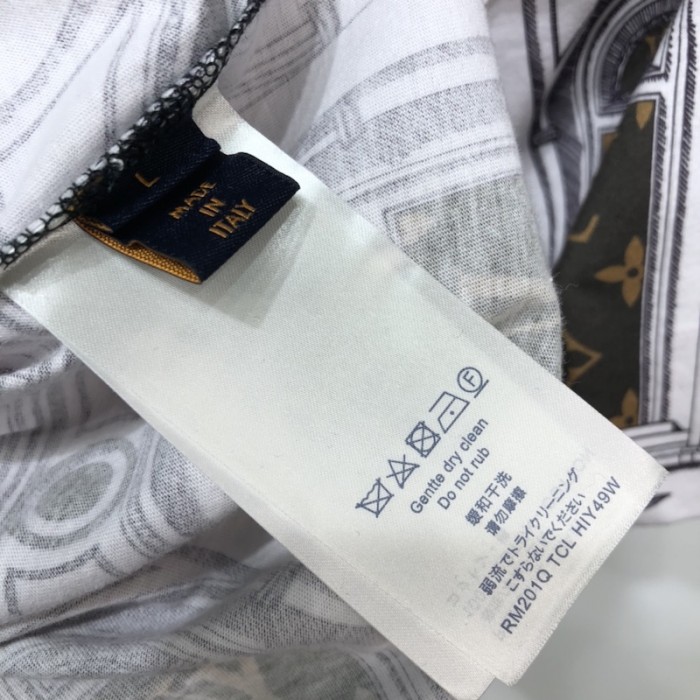 L
MADE
IN
ITALY
F
Gentte dry clean
Do not rub
缓和干洗
请勿摩擦
弱流でトライクリーニング
こすらないでください
RM201Q TCL HIY49W